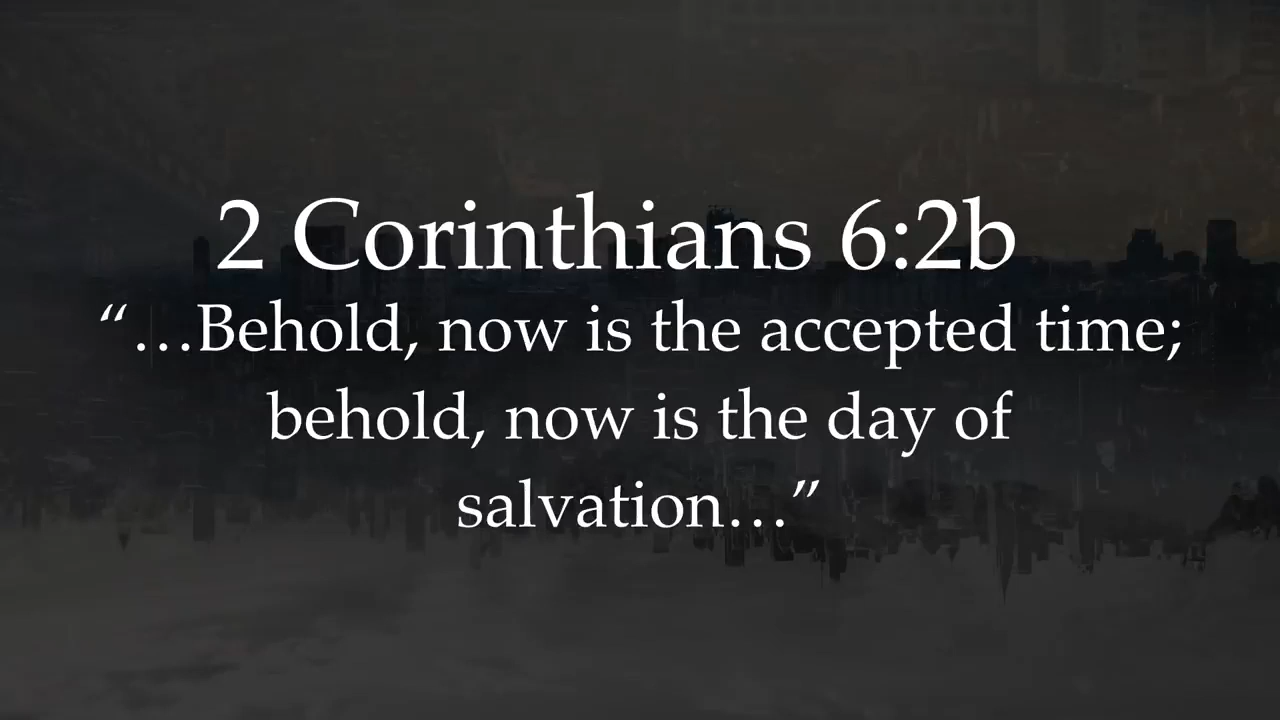 2 Corinthians 6:2b
“…Behold, now is the accepted time;
behold, now is the day of
salvation…”